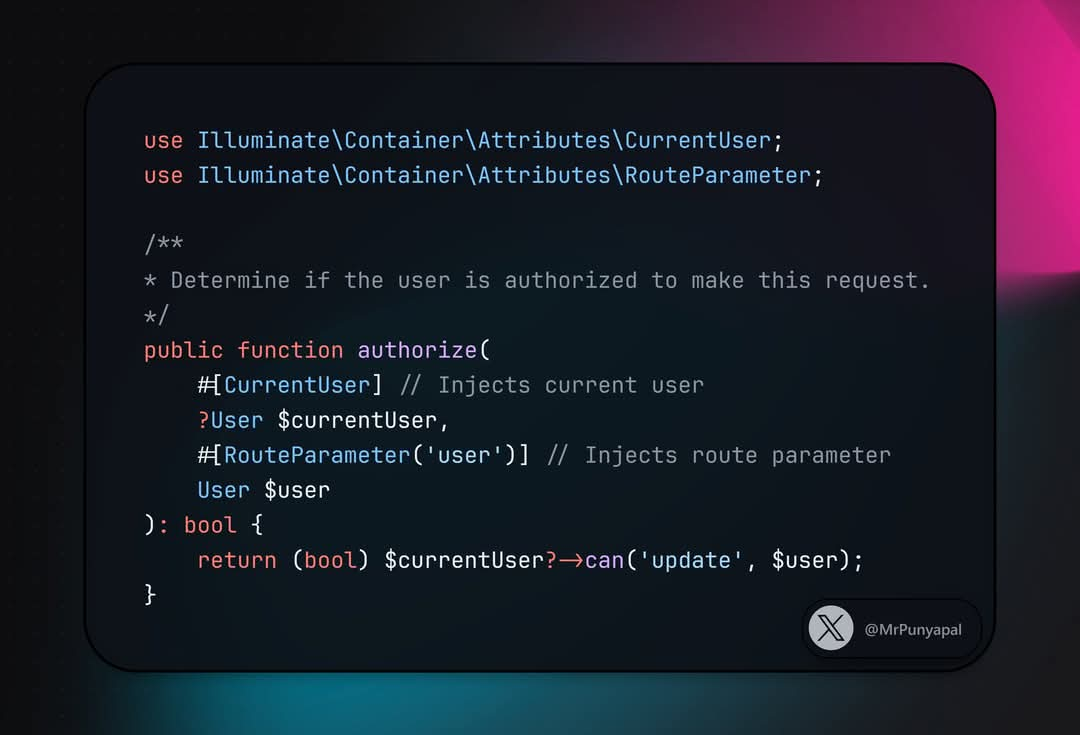 use Illuminate\Container\Attributes\CurrentUser;
use Illuminate\Container\Attributes\RouteParameter;

/**
* Determine if the user is authorized to make this request.
*/
public function authorize(
    #[CurrentUser] // Injects current user
    ?User $currentUser,
    #[RouteParameter('user')] // Injects route parameter
    User $user
): bool {
    return (bool) $currentUser?->can('update', $user);
}
@MrPunyapal